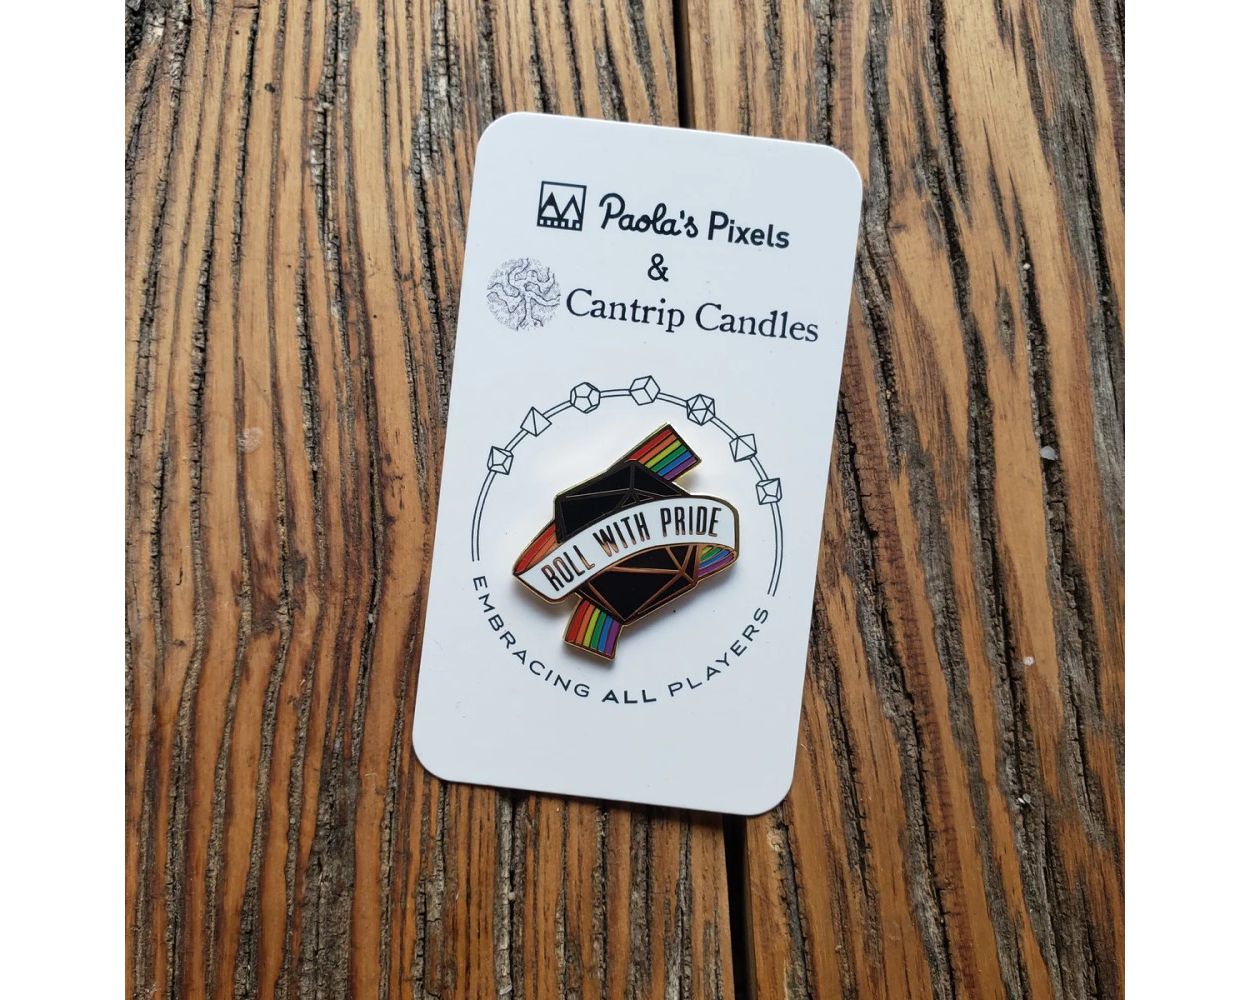 Paola's Pixels
&
Cantrip Candles
ROLL WITH PRIDE
EMBRACING ALL PLAYERS